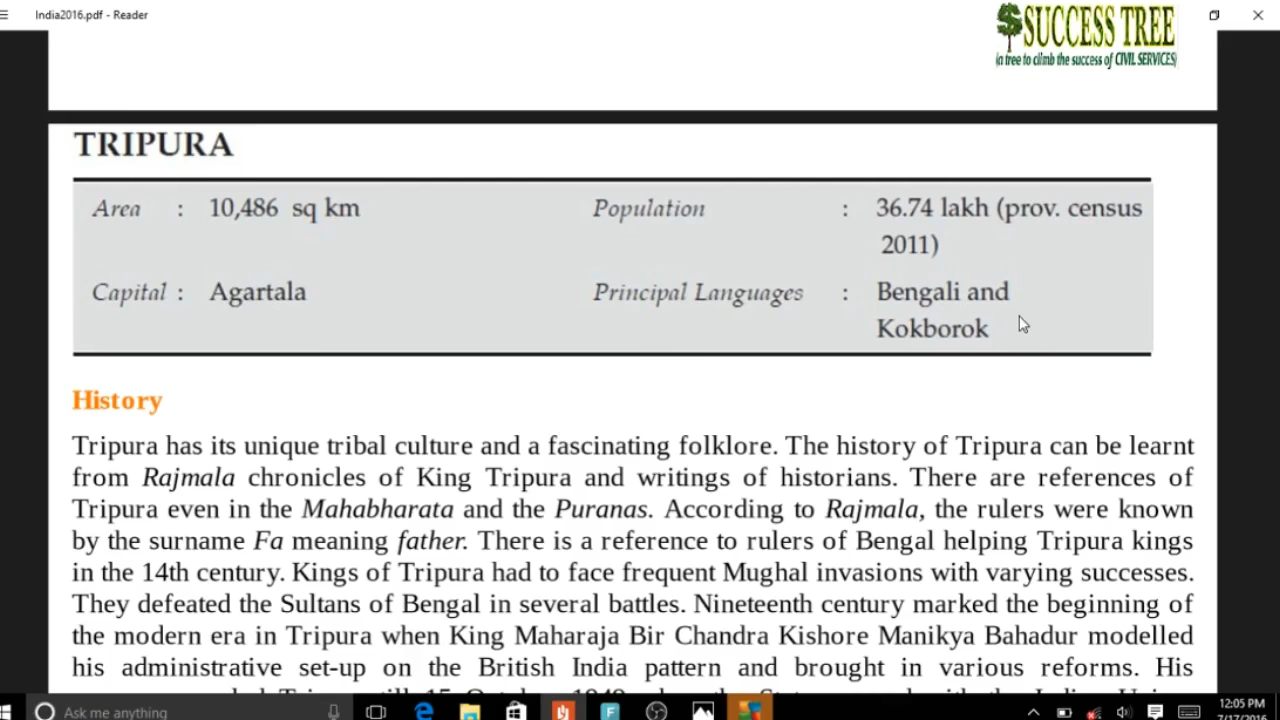 India2016.pdf - Reader
SUCCESS TREE
(a tree to climb the success of CIVIL SERVICES)
TRIPURA
Area : 10,486 sq km Population : 36.74 lakh (prov. census
2011)
Capital : Agartala Principal Languages : Bengali and
Kokborok
History
Tripura has its unique tribal culture and a fascinating folklore. The history of Tripura can be learnt
from Rajmala chronicles of King Tripura and writings of historians. There are references of
Tripura even in the Mahabharata and the Puranas. According to Rajmala, the rulers were known
by the surname Fa meaning father. There is a reference to rulers of Bengal helping Tripura kings
in the 14th century. Kings of Tripura had to face frequent Mughal invasions with varying successes.
They defeated the Sultans of Bengal in several battles. Nineteenth century marked the beginning of
the modern era in Tripura when King Maharaja Bir Chandra Kishore Manikya Bahadur modelled
his administrative set-up on the British India pattern and brought in various reforms. His
Ask me anything
12:05 PM